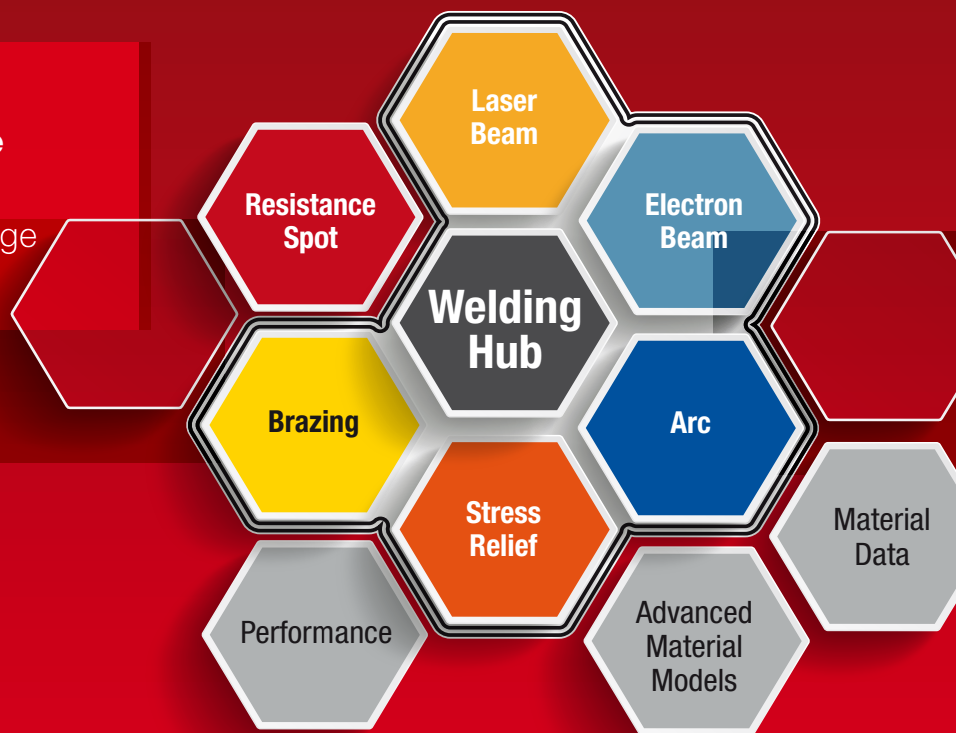 Laser
Beam
Resistance
Spot
Electron
Beam
Welding
Hub
Brazing
Arc
Stress
Relief
Material
Data
Performance
Advanced
Material
Models